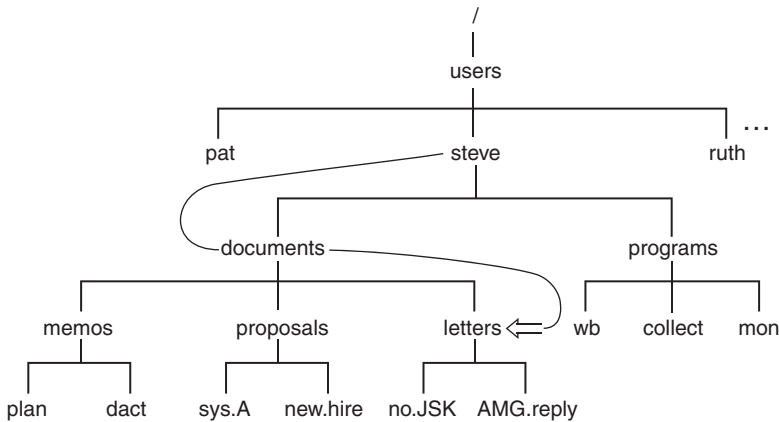 /
users
pat steve ruth ...
documents programs
memos proposals letters wb collect mon
plan dact sys.A new.hire no.JSK AMG.reply